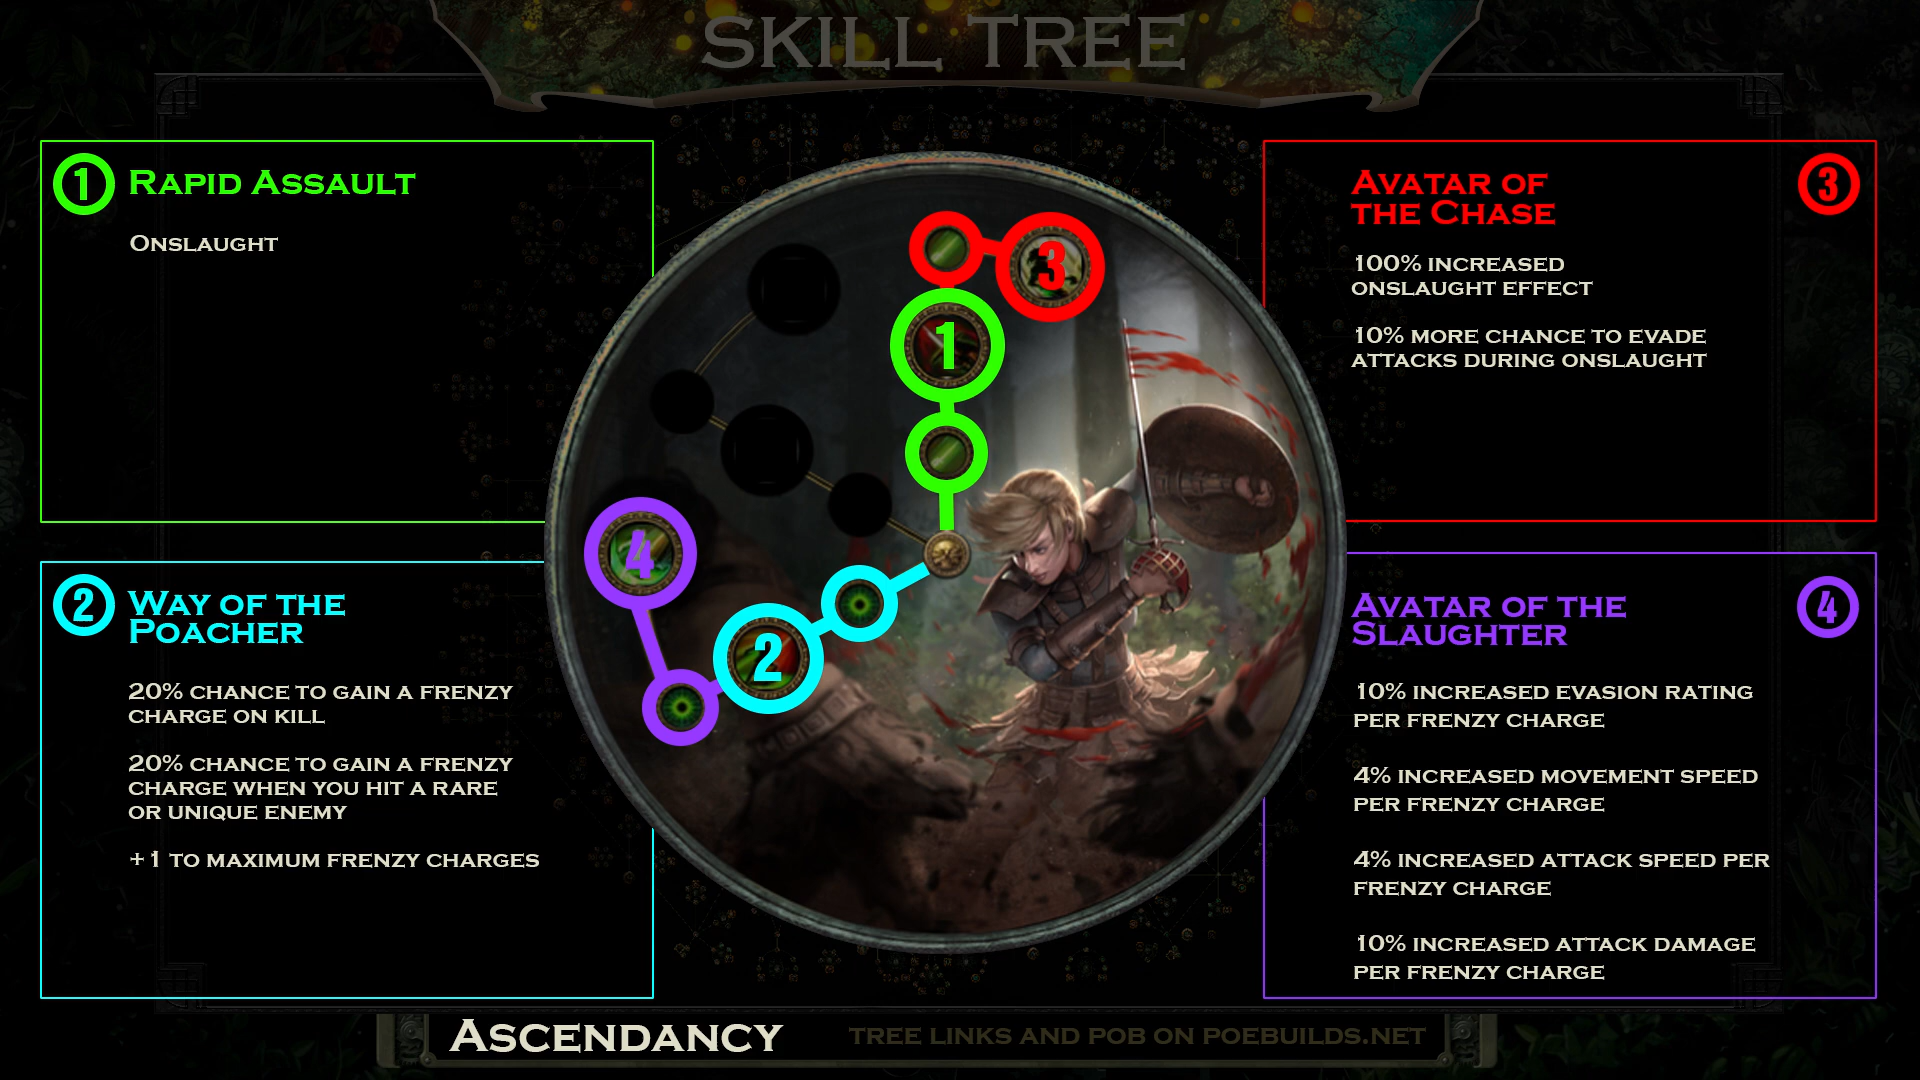 SKILL TREE
1 RAPID ASSAULT
ONSLAUGHT
2 WAY OF THE
POACHER
20% CHANCE TO GAIN A FRENZY
CHARGE ON KILL
20% CHANCE TO GAIN A FRENZY
CHARGE WHEN YOU HIT A RARE
OR UNIQUE ENEMY
+1 TO MAXIMUM FRENZY CHARGES
3
1
4
2
AVATAR OF
THE CHASE
3
100% INCREASED
ONSLAUGHT EFFECT
10% MORE CHANCE TO EVADE
ATTACKS DURING ONSLAUGHT
AVATAR OF THE
SLAUGHTER
4
10% INCREASED EVASION RATING
PER FRENZY CHARGE
4% INCREASED MOVEMENT SPEED
PER FRENZY CHARGE
4% INCREASED ATTACK SPEED PER
FRENZY CHARGE
10% INCREASED ATTACK DAMAGE
PER FRENZY CHARGE
ASCENDANCY
TREE LINKS AND POB ON POEBUILDS.NET